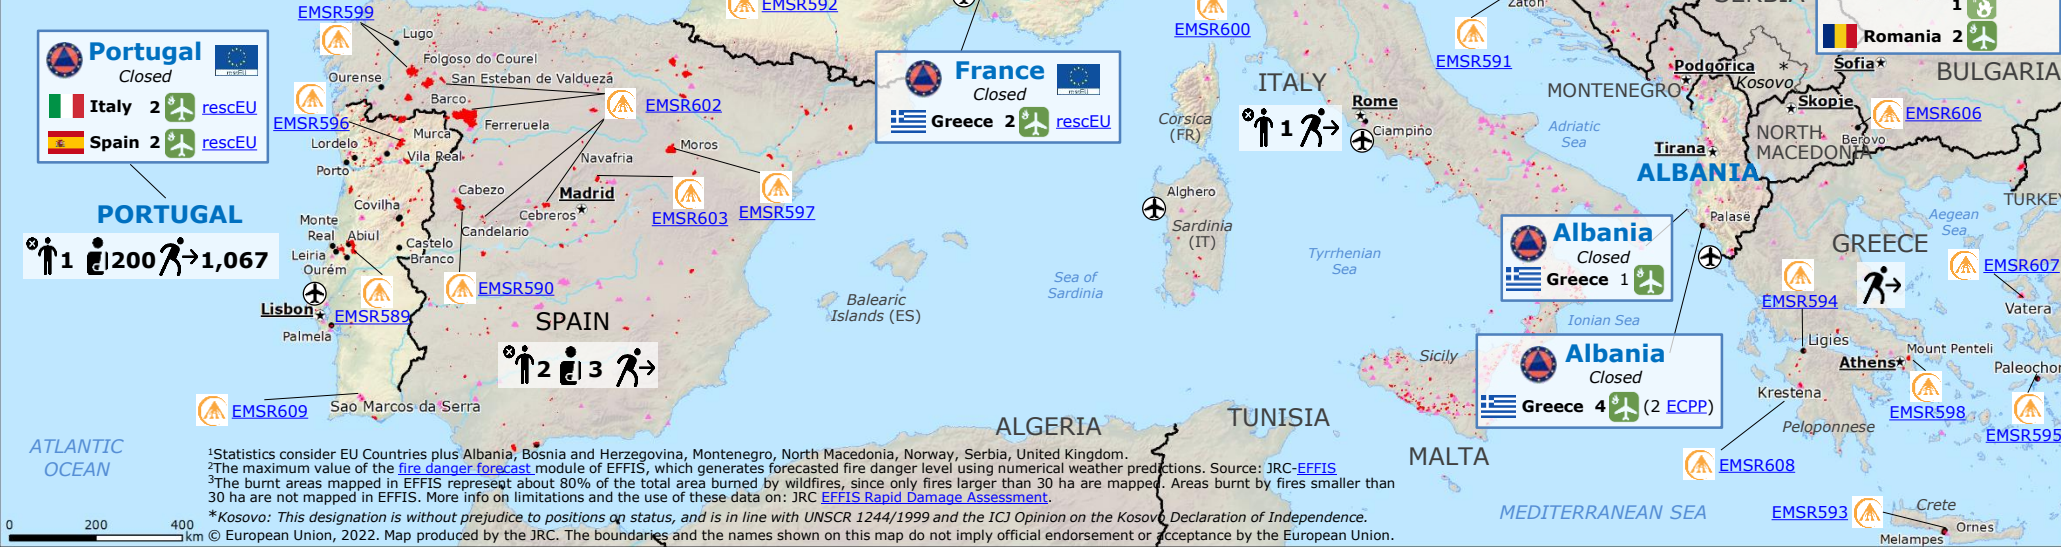 EMSR599
EMSR592
EMSR600
Zaton
SERBIA
1
Portugal
Closed
rescEU
Italy 2 rescEU
Spain 2 rescEU
PORTUGAL
1 200 1,067
Lugo
Folgoso do Courel
Ourense
San Esteban de Valdueza
Barco
EMSR602
EMSR596
Murca
Ferreruela
Lordelo
Vila Real
Porto
Navafria
Moros
Cabezo
Madrid
EMSR603
EMSR597
Covilha
Cebreros
Candelario
Monte
Real
Abiul
Castelo
Branco
Leiria
Ourém
EMSR590
Lisbon
EMSR589
Palmela
SPAIN
2 3
EMSR609
Sao Marcos da Serra
ATLANTIC
OCEAN
France
Closed
rescEU
Greece 2 rescEU
Balearic
Islands (ES)
Sea of
Sardinia
Corsica
(FR)
Alghero
Sardinia
(IT)
ITALY
1
Rome
Ciampino
EMSR591
Adriatic
Sea
Tyrrhenian
Sea
MONTENEGRO
Podgorica
Kosovo
*
Romania 2
Sofia
BULGARIA
Skopje
EMSR606
NORTH
MACEDONIA
Berovo
Tirana
ALBANIA
Palasë
Albania
Closed
Greece 1
Ionian Sea
Albania
Closed
Greece 4 (2 ECPP)
GREECE
TURKEY
Aegean
Sea
EMSR607
Vatera
EMSR594
Ligiés
Athens
Mount Penteli
Paleochor
Krestena
EMSR598
EMSR595
Peloponnese
EMSR608
Sicily
ALGERIA
TUNISIA
MALTA
MEDITERRANEAN SEA
EMSR593
Crete
Ornes
Melampes
¹Statistics consider EU Countries plus Albania, Bosnia and Herzegovina, Montenegro, North Macedonia, Norway, Serbia, United Kingdom.
²The maximum value of the fire danger forecast module of EFFIS, which generates forecasted fire danger level using numerical weather predictions. Source: JRC-EFFIS
³The burnt areas mapped in EFFIS represent about 80% of the total area burned by wildfires, since only fires larger than 30 ha are mapped. Areas burnt by fires smaller than
30 ha are not mapped in EFFIS. More info on limitations and the use of these data on: JRC EFFIS Rapid Damage Assessment.
*Kosovo: This designation is without prejudice to positions on status, and is in line with UNSCR 1244/1999 and the ICJ Opinion on the Kosovo Declaration of Independence.
0 200 400 km © European Union, 2022. Map produced by the JRC. The boundaries and the names shown on this map do not imply official endorsement or acceptance by the European Union.